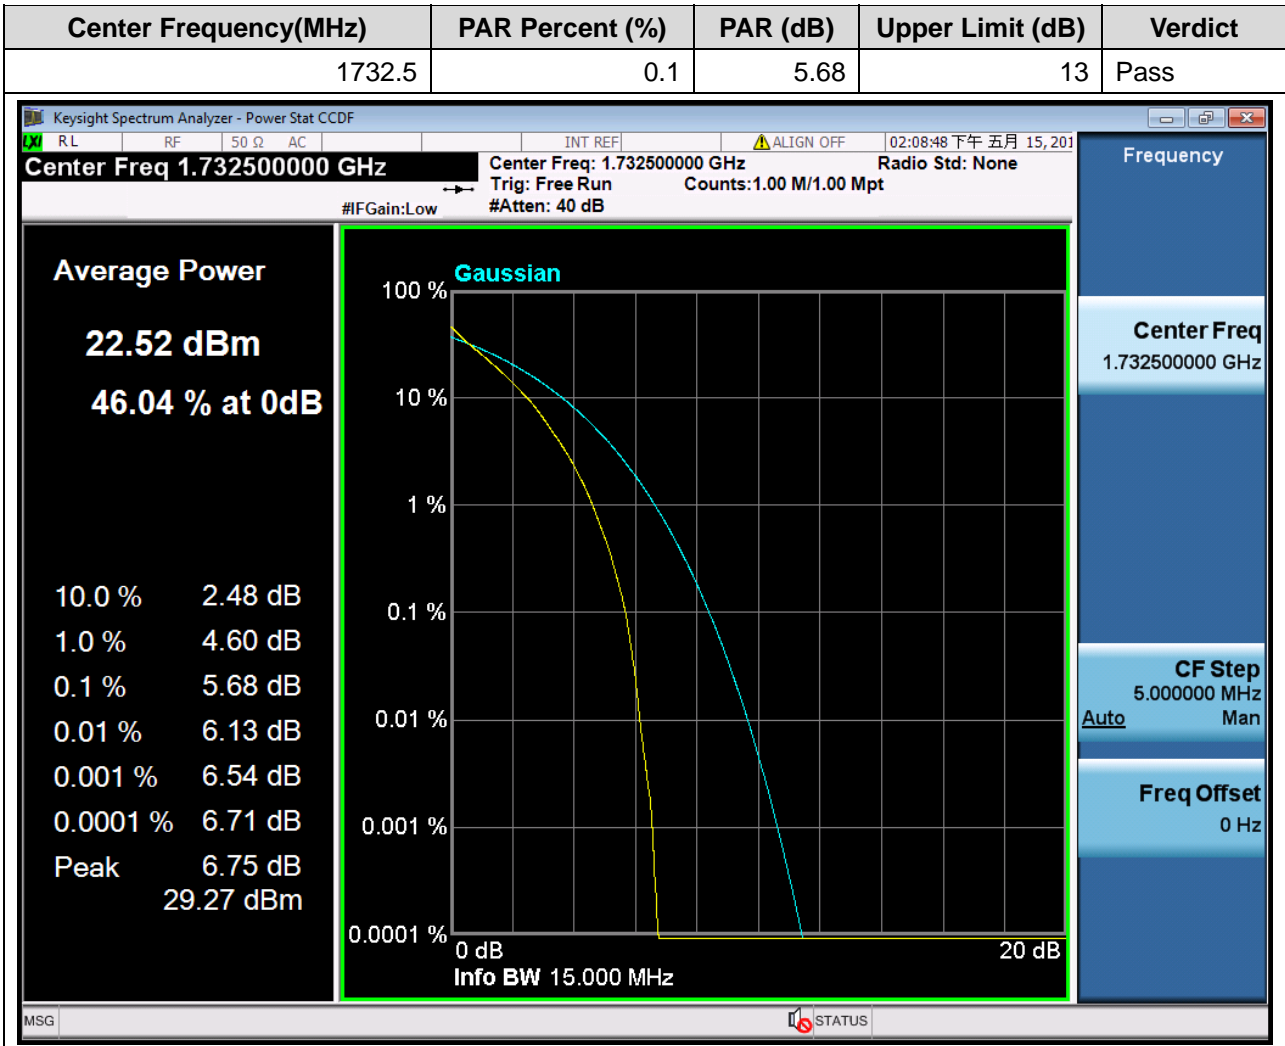 Center Frequency(MHz) PAR Percent (%) PAR (dB) Upper Limit (dB) Verdict
1732.5 0.1 5.68 13 Pass
Keysight Spectrum Analyzer - Power Stat CCDF
LXI RL RF 50 Ω AC INT REF ALIGN OFF 02:08:48 下午 五月 15, 201
Center Freq 1.732500000 GHz
Center Freq: 1.732500000 GHz Radio Std: None
Trig: Free Run Counts:1.00 M/1.00 Mpt
#IFGain:Low #Atten: 40 dB
Frequency
Average Power
22.52 dBm
46.04 % at 0dB
10.0 % 2.48 dB
1.0 % 4.60 dB
0.1 % 5.68 dB
0.01 % 6.13 dB
0.001 % 6.54 dB
0.0001 % 6.71 dB
Peak 6.75 dB
29.27 dBm
Gaussian
100 %
10 %
1 %
0.1 %
0.01 %
0.001 %
0.0001 %
0 dB 20 dB
Info BW 15.000 MHz
Center Freq
1.732500000 GHz
CF Step
5.000000 MHz
Auto Man
Freq Offset
0 Hz
MSG STATUS